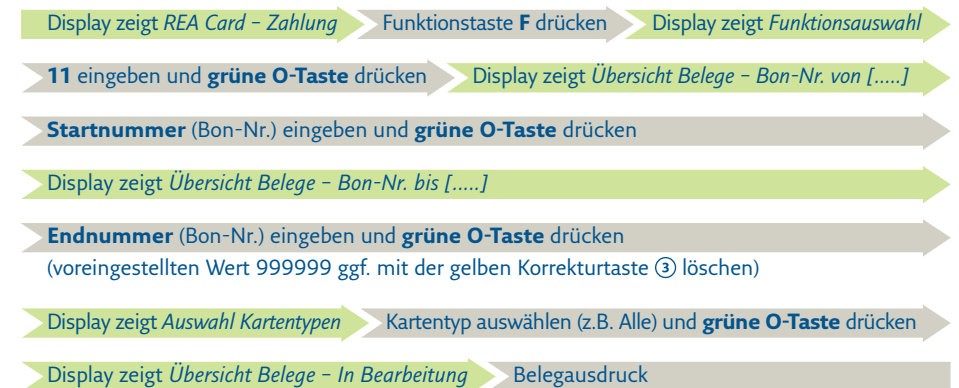 Display zeigt REA Card – Zahlung Funktionstaste F drücken Display zeigt Funktionsauswahl
11 eingeben und grüne O-Taste drücken Display zeigt Übersicht Belege – Bon-Nr. von [.....]
Startnummer (Bon-Nr.) eingeben und grüne O-Taste drücken
Display zeigt Übersicht Belege – Bon-Nr. bis [.....]
Endnummer (Bon-Nr.) eingeben und grüne O-Taste drücken
(voreingestellten Wert 999999 ggf. mit der gelben Korrekturtaste ③ löschen)
Display zeigt Auswahl Kartentypen Kartentyp auswählen (z.B. Alle) und grüne O-Taste drücken
Display zeigt Übersicht Belege – In Bearbeitung Belegausdruck